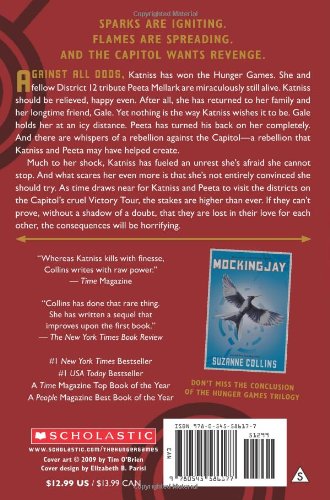 SPARKS ARE IGNITING.
FLAMES ARE SPREADING.
AND THE CAPITOL WANTS REVENGE.
AGAINST ALL ODDS, Katniss has won the Hunger Games. She and
fellow District 12 tribute Peeta Mellark are miraculously still alive. Katniss
should be relieved, happy even. After all, she has returned to her family and
her longtime friend, Gale. Yet nothing is the way Katniss wishes it to be. Gale
holds her at an icy distance. Peeta has turned his back on her completely.
And there are whispers of a rebellion against the Capitol—a rebellion that
Katniss and Peeta may have helped create.
Much to her shock, Katniss has fueled an unrest she's afraid she cannot
stop. And what scares her even more is that she's not entirely convinced she
should try. As time draws near for Katniss and Peeta to visit the districts on
the Capitol's cruel Victory Tour, the stakes are higher than ever. If they can't
prove, without a shadow of a doubt, that they are lost in their love for each
other, the consequences will be horrifying.
"Whereas Katniss kills with finesse,
Collins writes with raw power."
— Time Magazine
"Collins has done that rare thing.
She has written a sequel that
improves upon the first book."
— The New York Times Book Review
#1 New York Times Bestseller
#1 USA Today Bestseller
A Time Magazine Top Book of the Year
A People Magazine Best Book of the Year
MOCKINGJAY
SUZANNE COLLINS
DON'T MISS THE CONCLUSION
OF THE HUNGER GAMES TRILOGY
SCHOLASTIC
www.scholastic.com/thehungergames
Cover art © 2009 by Tim O'Brien
Cover design by Elizabeth B. Parisi
$12.99 US / $13.99 CAN
ISBN 978-0-545-58617-7
51299
EAN
9 780545 586177
S